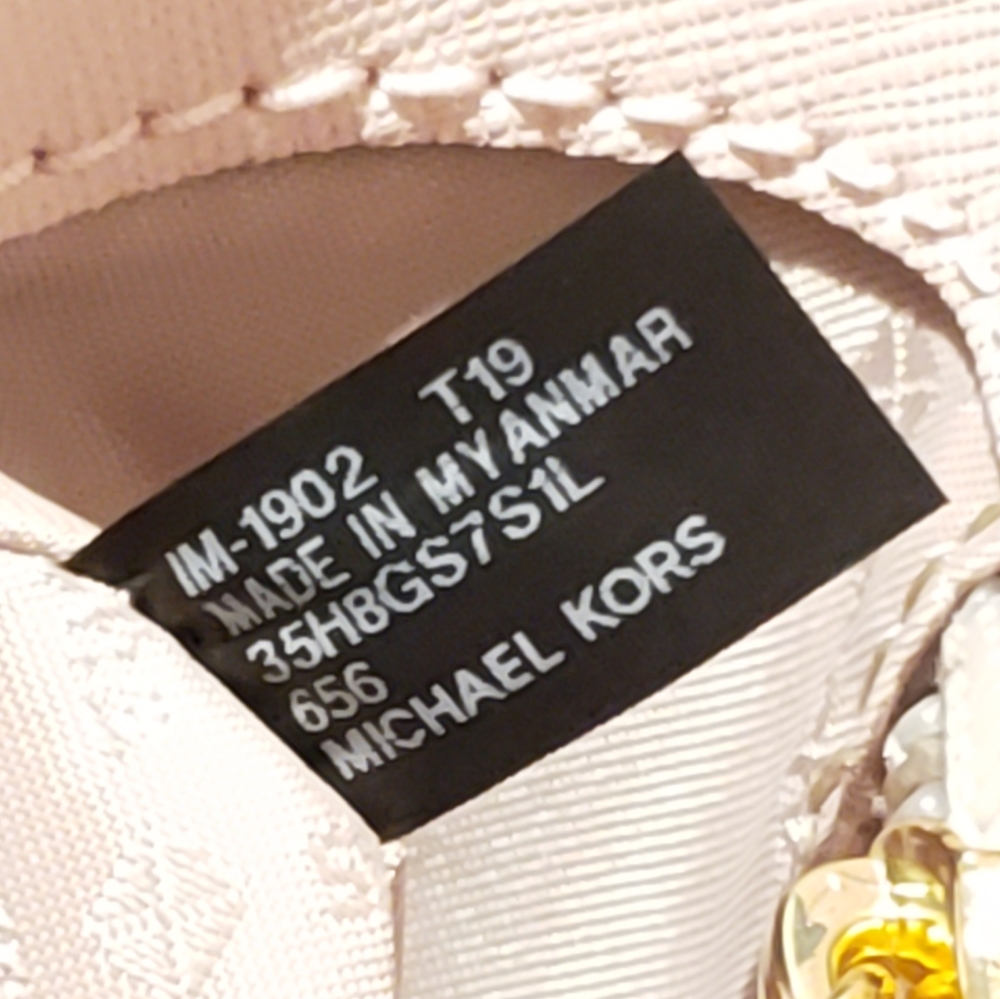 IM-1902 T19
MADE IN MYANMAR
35H8GS7S1L
656
MICHAEL KORS